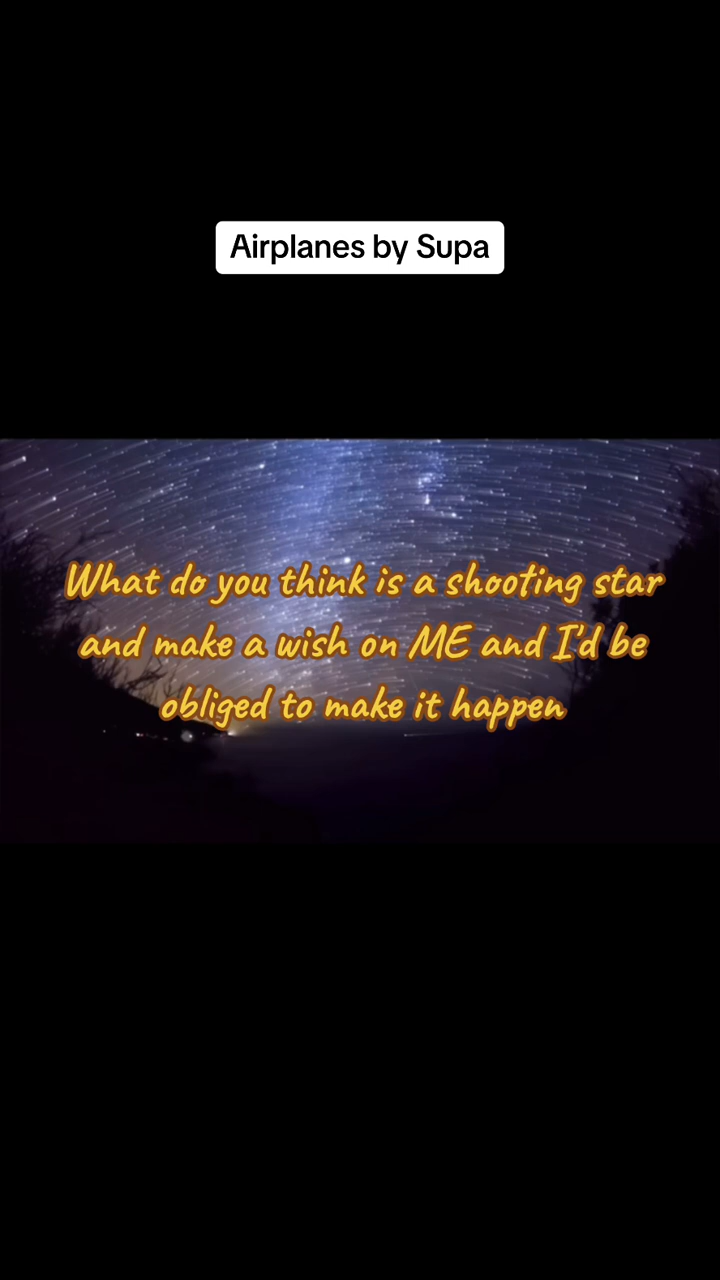 Airplanes by Supa
What do you think is a shooting star
and make a wish on ME and I'd be
obliged to make it happen